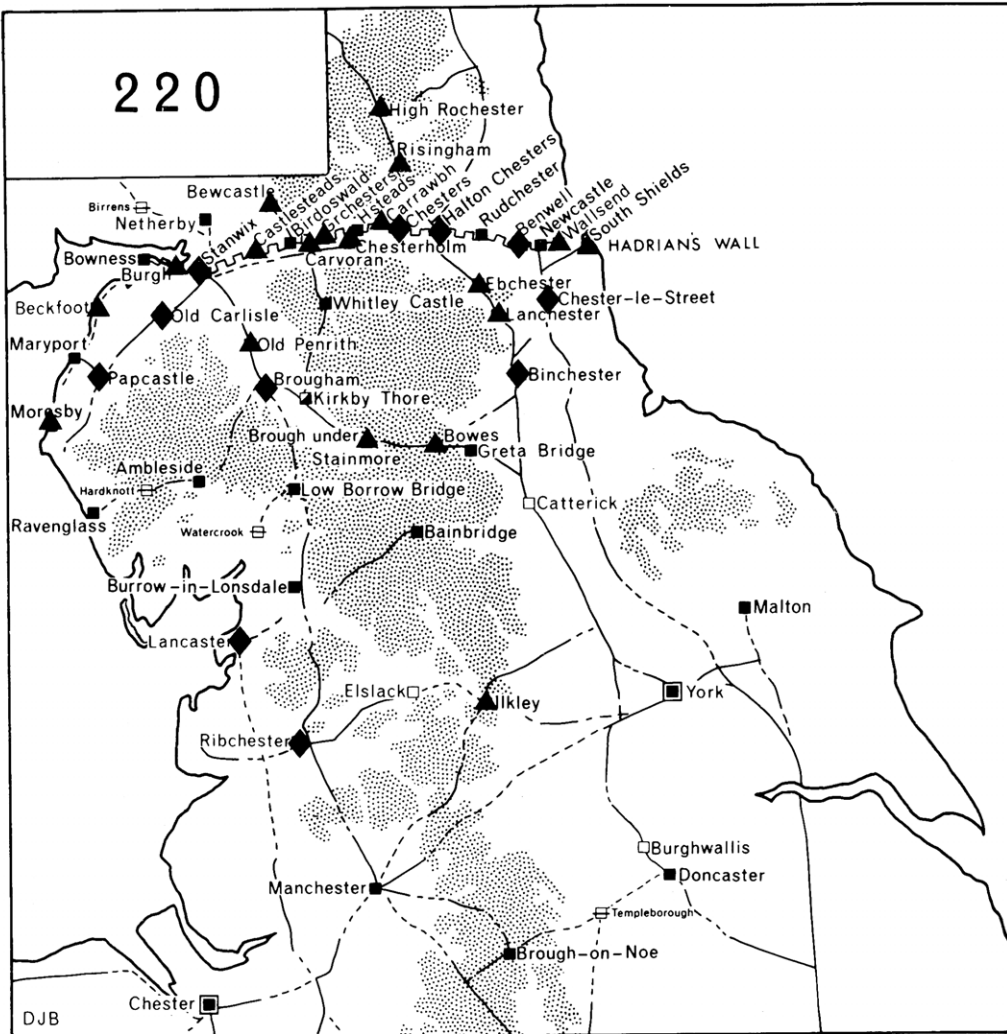 220
High Rochester
Risingham
Bewcastle
Birrens
Netherby
Castlesteads
Birdoswald
Grchesters
Hsteads
Carrawbh
Chesters
Halton Chesters
Rudchester
Benwell
Newcastle
Wallsend
South Shields
Stanwix
HADRIAN'S WALL
Chesterholm
Carvoran
Bowness
Burgh
Ebchester
Whitley Castle
Chester-le-Street
Beckfoot
Old Carlisle
Lanchester
Maryport
Old Penrith
Papcastle
Brougham
Binchester
Kirkby Thore
Moresby
Brough under
Stainmore
Bowes
Greta Bridge
Ambleside
Hardknott
Low Borrow Bridge
Catterick
Ravenglass
Watercrook
Bainbridge
Burrow-in-Lonsdale
Malton
Lancaster
Elslack
Ilkley
York
Ribchester
Burghwallis
Manchester
Doncaster
Templeborough
Brough-on-Noe
Chester
DJB